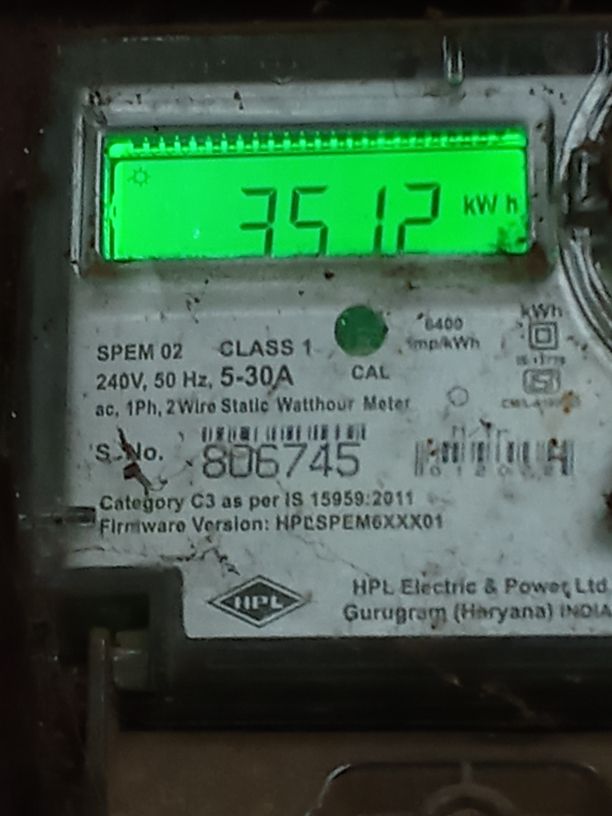 3512 kWh
kWh
6400
imp/kWh
SPEM 02 CLASS 1
240V, 50 Hz, 5-30A
CAL
ac, 1Ph, 2Wire Static Watthour Meter
S. No. 806745
Category C3 as per IS 15959:2011
Firmware Version: HPLSPEM6XXX01
HPL
HPL Electric & Power Ltd
Gurugram (Haryana) INDIA